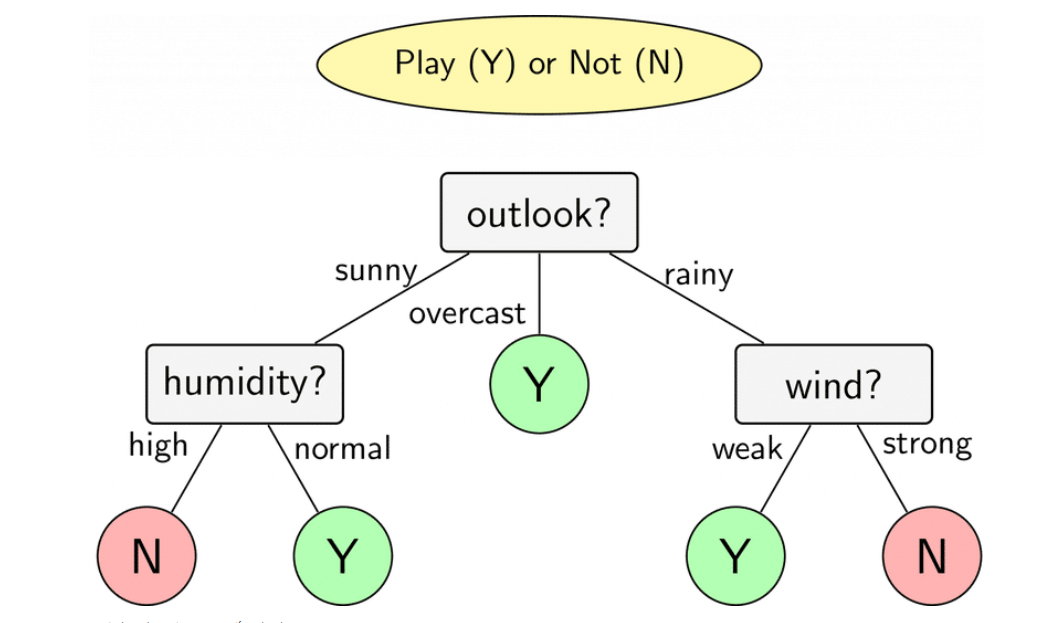 Play (Y) or Not (N)
outlook?
sunny
overcast
rainy
humidity?
Y
wind?
high
normal
weak
strong
N
Y
Y
N